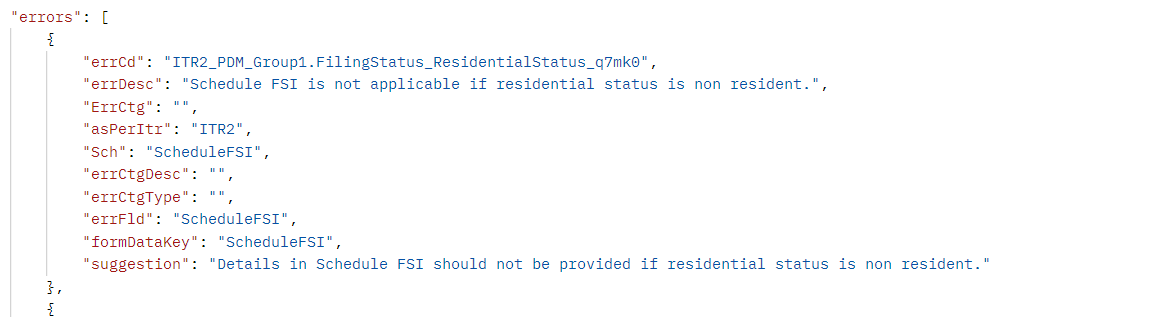 "errors": [
{
"errCd": "ITR2_PDM_Group1.FilingStatus_ResidentialStatus_q7mk0",
"errDesc": "Schedule FSI is not applicable if residential status is non resident.",
"ErrCtg": "",
"asPerItr": "ITR2",
"Sch": "ScheduleFSI",
"errCtgDesc": "",
"errCtgType": "",
"errFld": "ScheduleFSI",
"formDataKey": "ScheduleFSI",
"suggestion": "Details in Schedule FSI should not be provided if residential status is non resident."
},
{